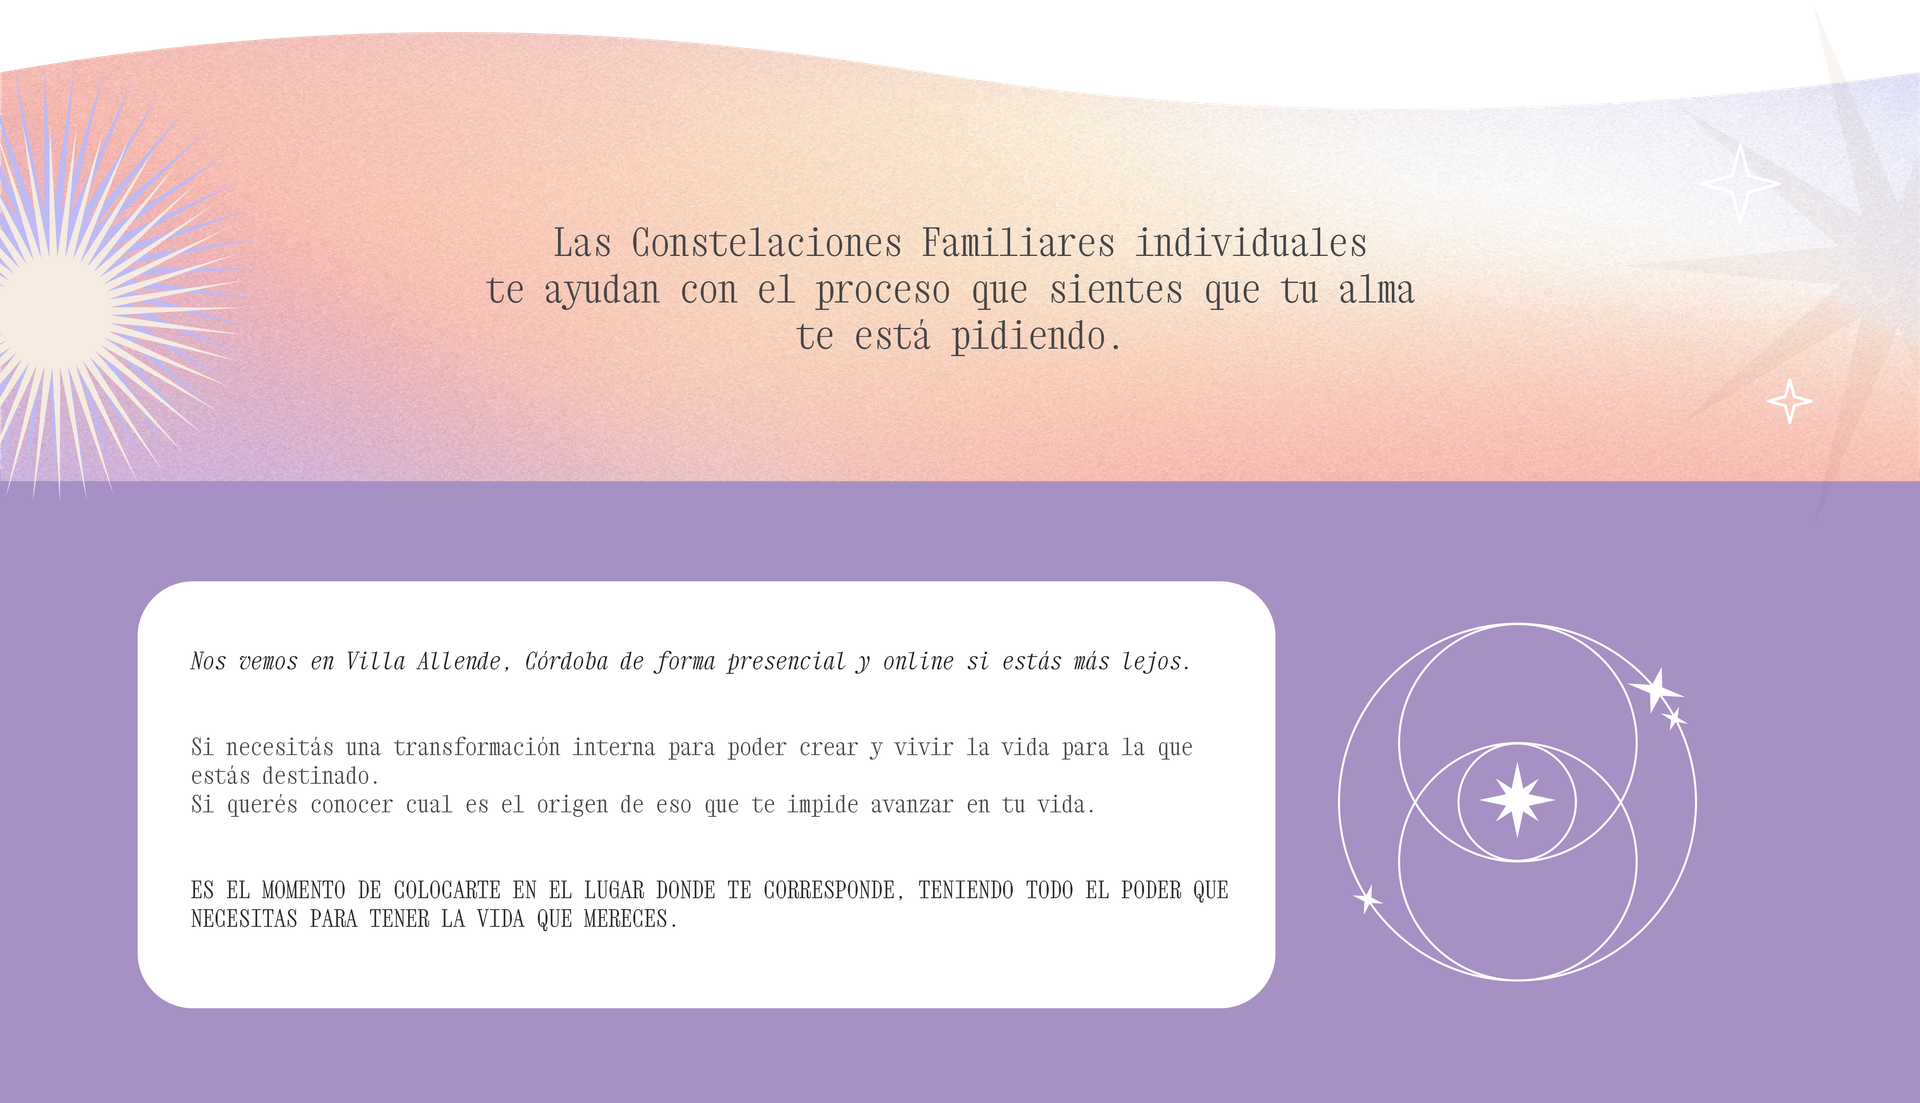 Las Constelaciones Familiares individuales
te ayudan con el proceso que sientes que tu alma
te está pidiendo.
Nos vemos en Villa Allende, Córdoba de forma presencial y online si estás más lejos.
Si necesitás una transformación interna para poder crear y vivir la vida para la que
estás destinado.
Si querés conocer cual es el origen de eso que te impide avanzar en tu vida.
ES EL MOMENTO DE COLOCARTE EN EL LUGAR DONDE TE CORRESPONDE, TENIENDO TODO EL PODER QUE
NECESITAS PARA TENER LA VIDA QUE MERECES.